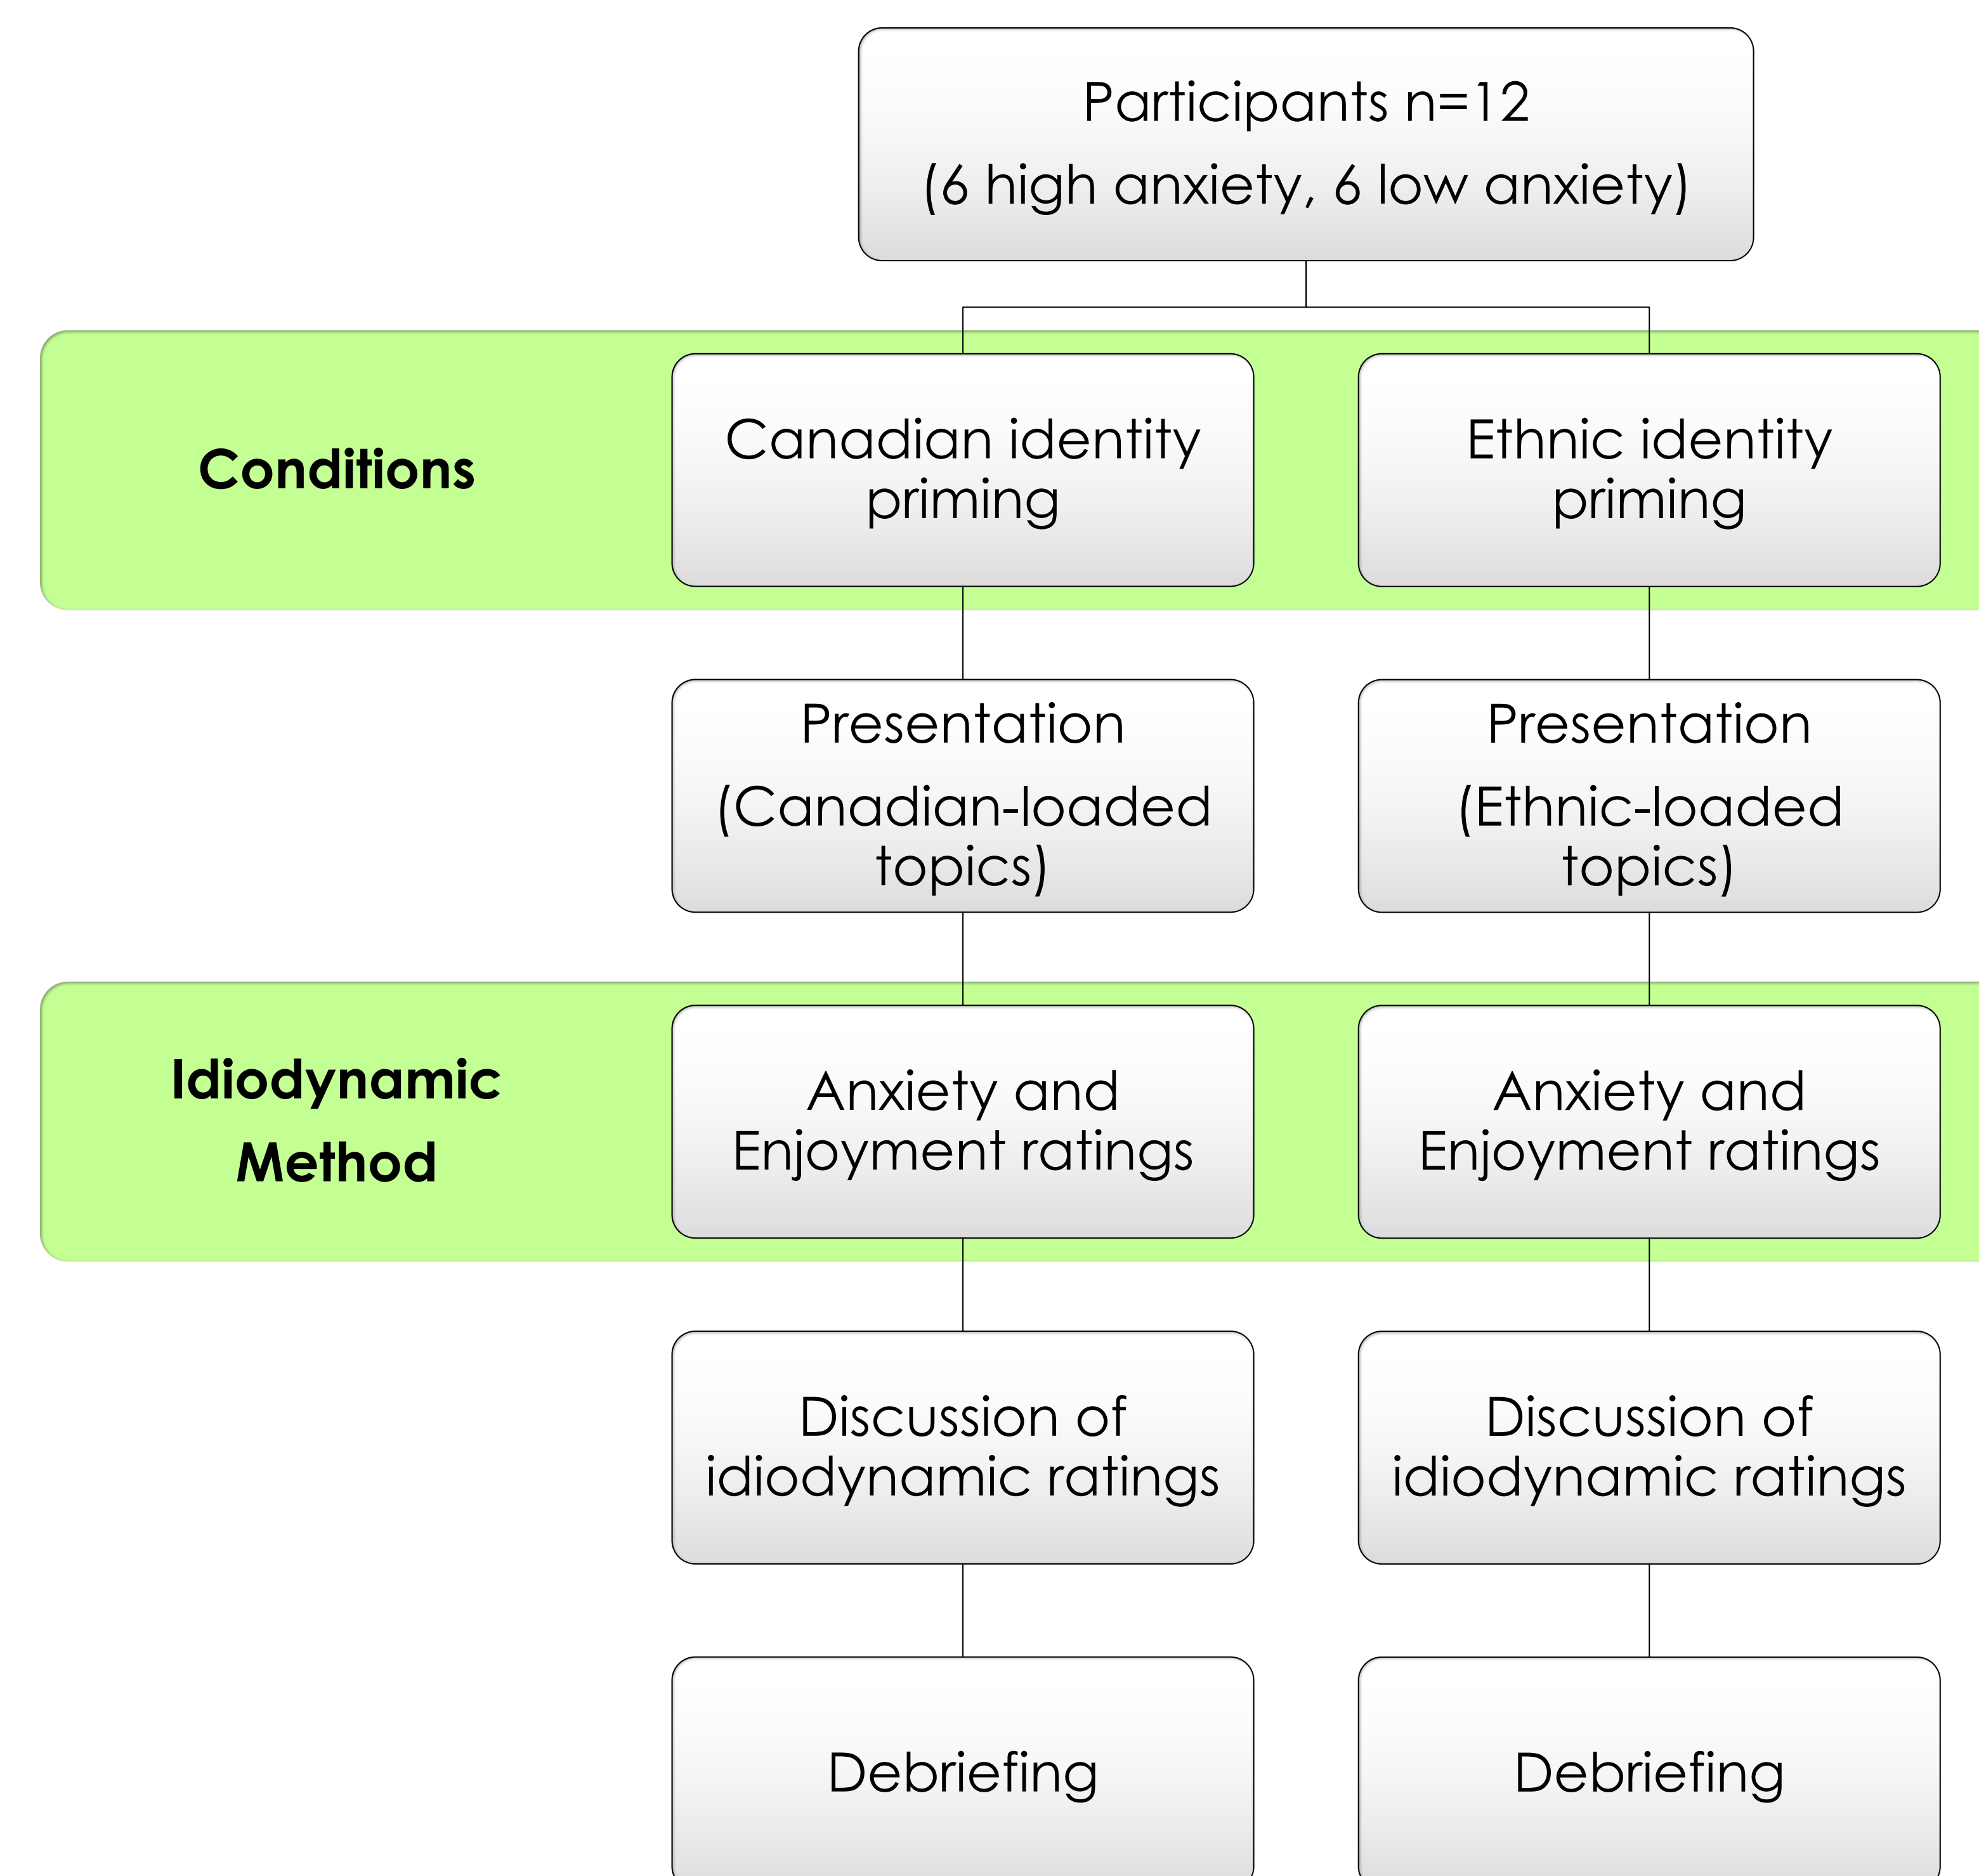 Participants n=12
(6 high anxiety, 6 low anxiety)
Conditions
Canadian identity
priming
Ethnic identity
priming
Presentation
(Canadian-loaded
topics)
Presentation
(Ethnic-loaded
topics)
Idiodynamic
Method
Anxiety and
Enjoyment ratings
Anxiety and
Enjoyment ratings
Discussion of
idiodynamic ratings
Discussion of
idiodynamic ratings
Debriefing
Debriefing